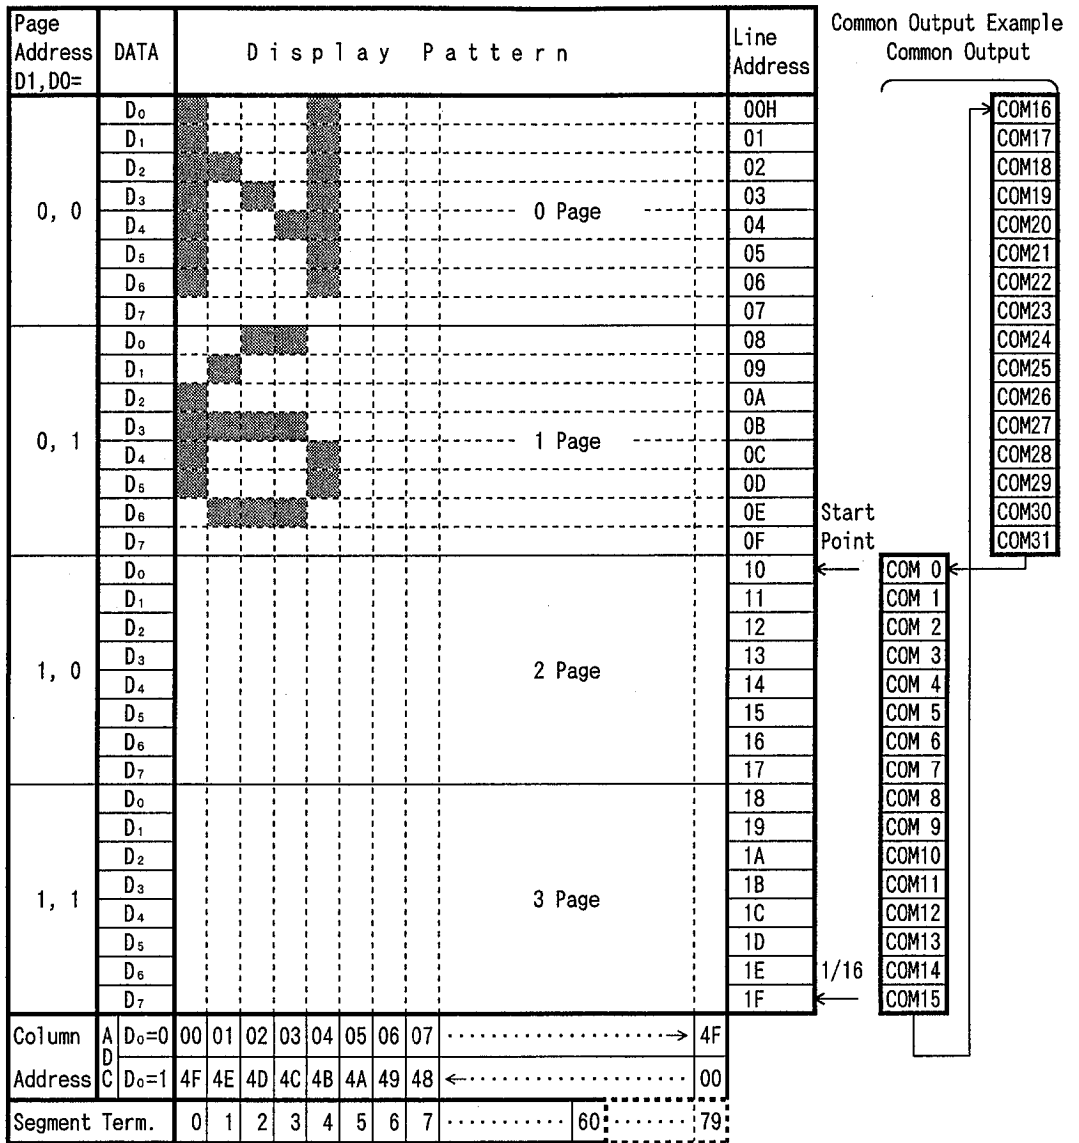 Page Address D1,D0=
DATA
Display Pattern
Line Address
Common Output Example
Common Output
D₀ 00H COM16
D₁ 01 COM17
D₂ 02 COM18
D₃ 03 COM19
0, 0
0 Page
D₄ 04 COM20
D₅ 05 COM21
D₆ 06 COM22
D₇ 07 COM23
D₀ 08 COM24
D₁ 09 COM25
D₂ 0A COM26
D₃ 0B COM27
0, 1
1 Page
D₄ 0C COM28
D₅ 0D COM29
D₆ 0E Start COM30
D₇ 0F Point COM31
D₀ 10 COM 0
D₁ 11 COM 1
D₂ 12 COM 2
D₃ 13 COM 3
1, 0
2 Page
D₄ 14 COM 4
D₅ 15 COM 5
D₆ 16 COM 6
D₇ 17 COM 7
D₀ 18 COM 8
D₁ 19 COM 9
D₂ 1A COM10
D₃ 1B COM11
1, 1
3 Page
D₄ 1C COM12
D₅ 1D COM13
D₆ 1E 1/16 COM14
D₇ 1F COM15
Column Address
ADC
D₀=0 00 01 02 03 04 05 06 07 4F
D₀=1 4F 4E 4D 4C 4B 4A 49 48 00
Segment Term. 0 1 2 3 4 5 6 7 60 79